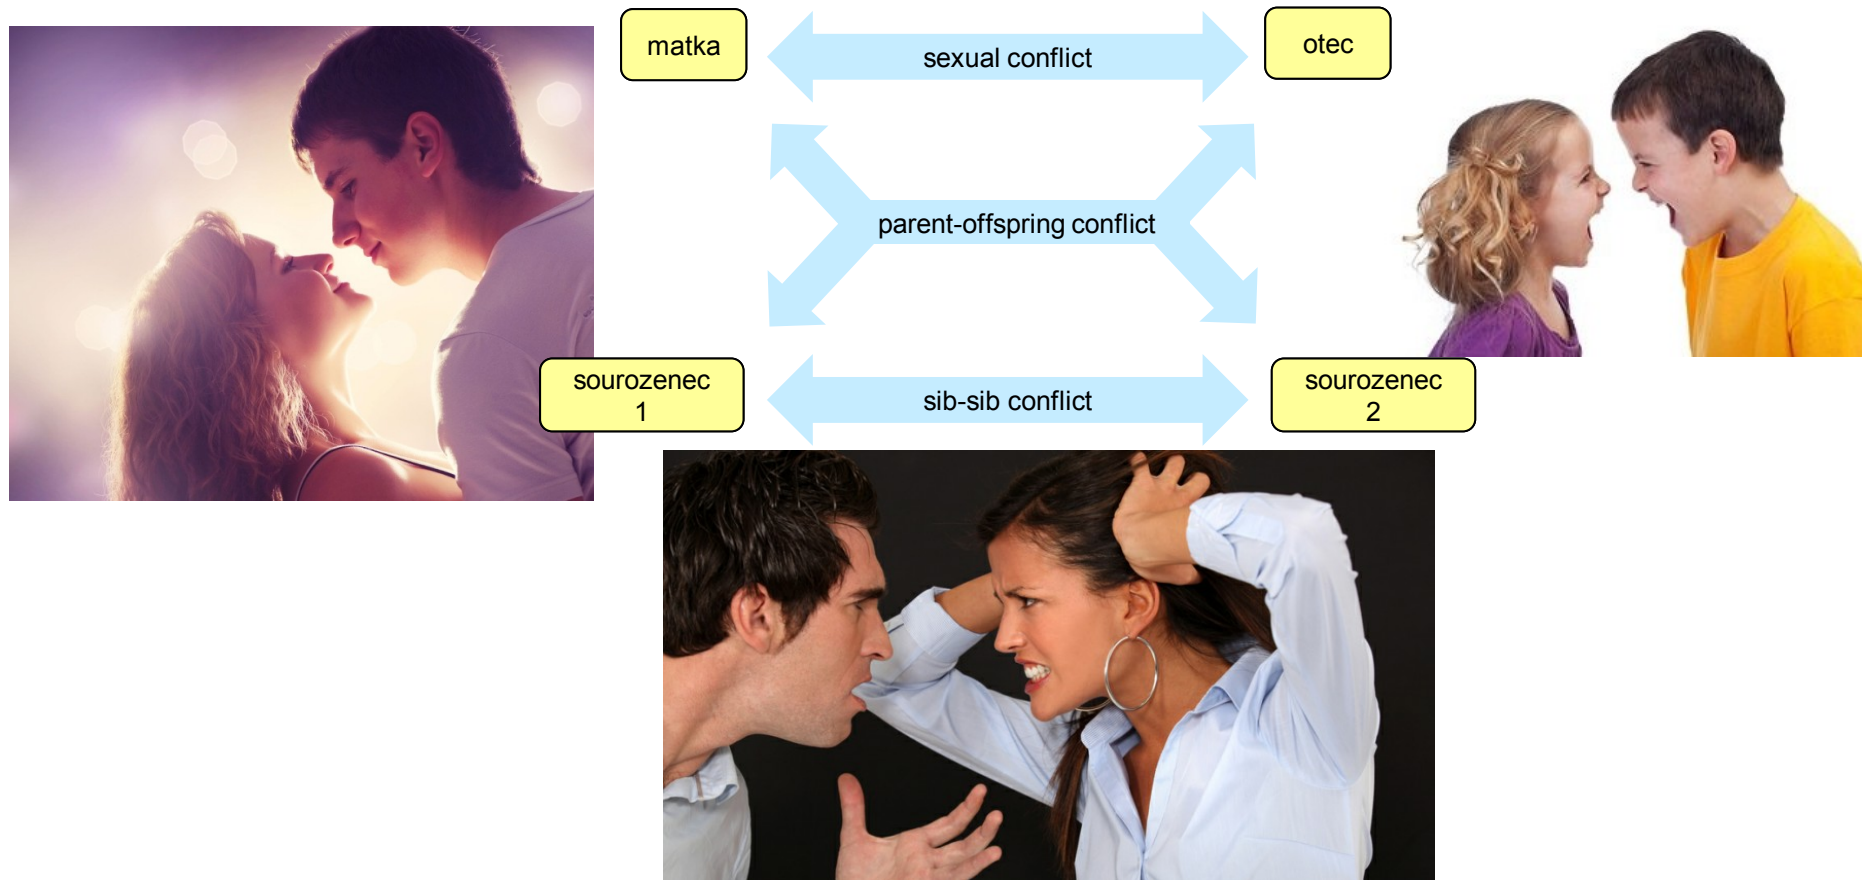 matka
sexual conflict
otec
parent-offspring conflict
sourozenec
1
sib-sib conflict
sourozenec
2